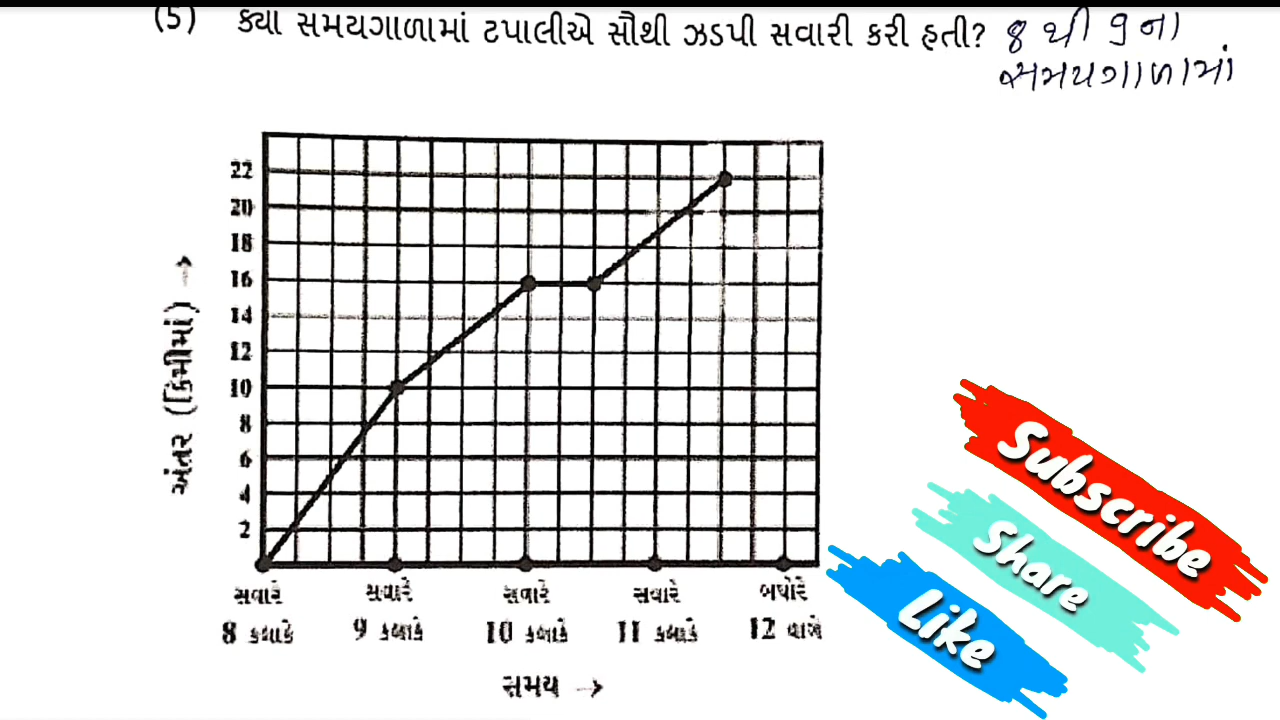 (5) ક્યા સમયગાળામાં ટપાલીએ સૌથી ઝડપી સવારી કરી હતી? 8 થી 9 ના
સમયગાળામાં
22
20
18
16
14
12
10
8
6
4
2
અંતર (કિમીમાં) →
સવારે સવારે સવારે સવારે બપોરે
8 કલાકે 9 કલાકે 10 કલાકે 11 કલાકે 12 વાગે
સમય →
Subscribe
Share
Like